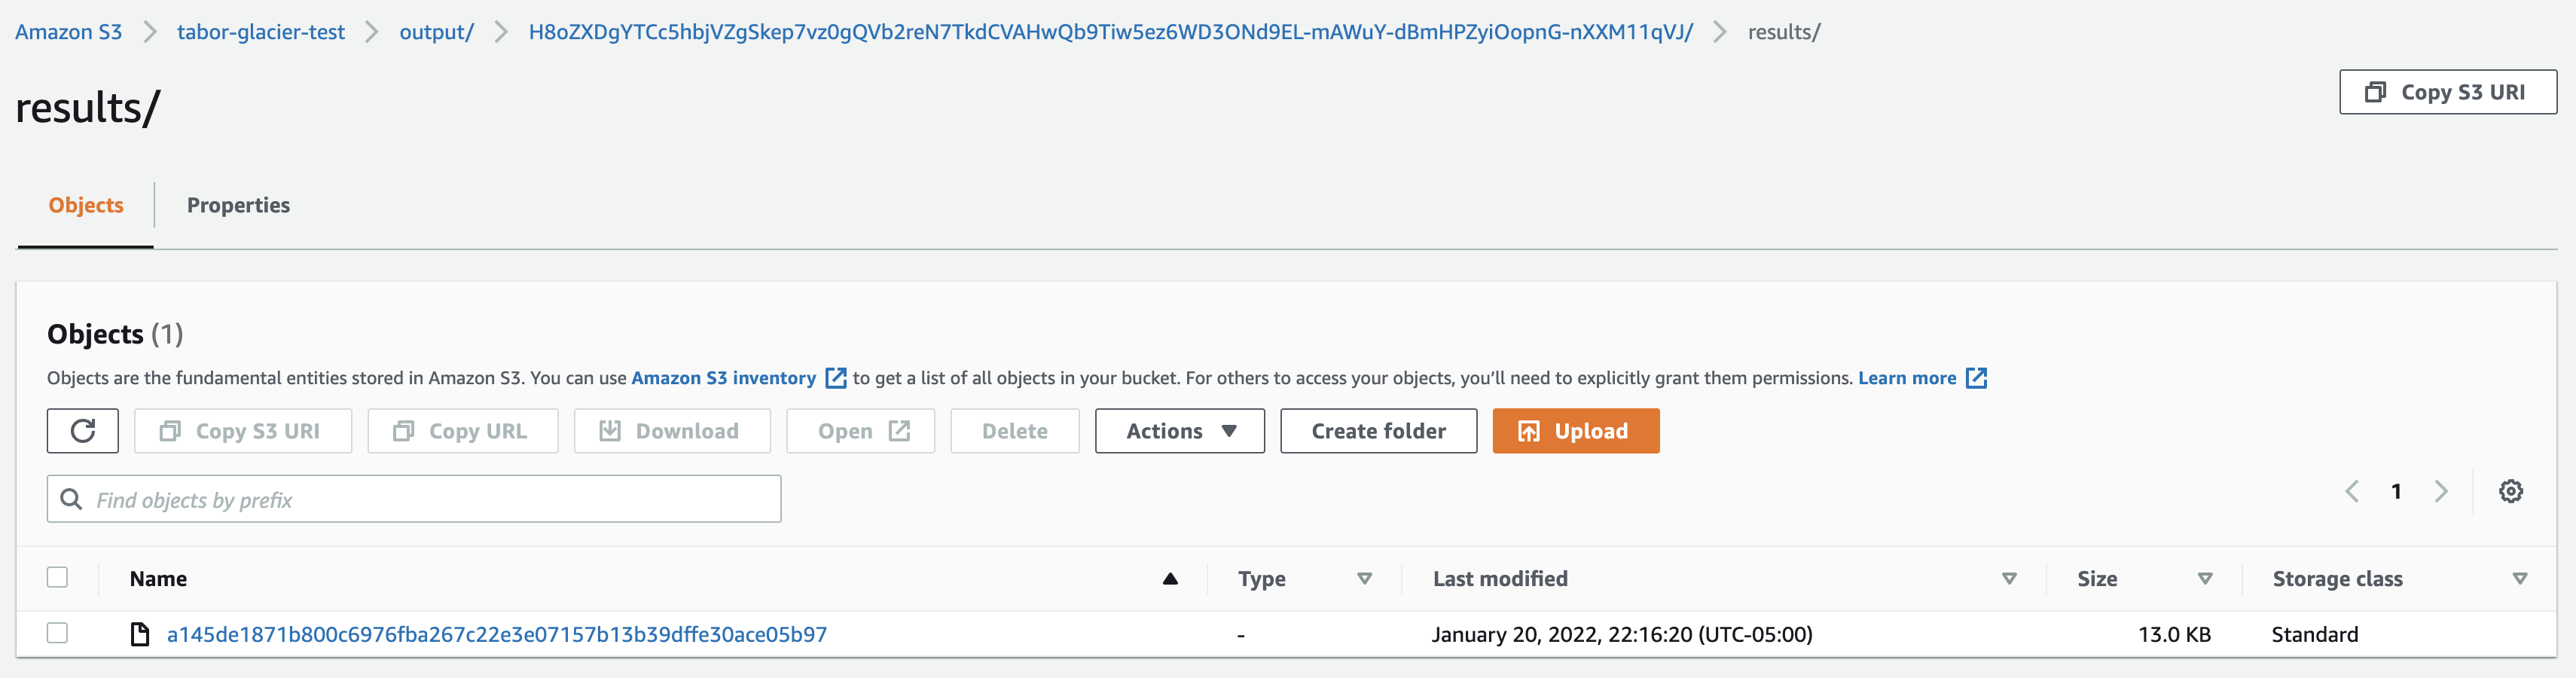 Amazon S3 > tabor-glacier-test > output/ > H8oZXDgYTCc5hbjVZgSkep7vz0gQVb2reN7TkdCVAHwQb9Tiw5ez6WD3ONd9EL-mAWuY-dBmHPZyiOopnG-nXXM11qVJ/ > results/
results/
Copy S3 URI
Objects Properties
Objects (1)
Objects are the fundamental entities stored in Amazon S3. You can use Amazon S3 inventory to get a list of all objects in your bucket. For others to access your objects, you’ll need to explicitly grant them permissions. Learn more
Copy S3 URI Copy URL Download Open Delete Actions Create folder Upload
Find objects by prefix
1
Name Type Last modified Size Storage class
a145de1871b800c6976fba267c22e3e07157b13b39dffe30ace05b97 - January 20, 2022, 22:16:20 (UTC-05:00) 13.0 KB Standard